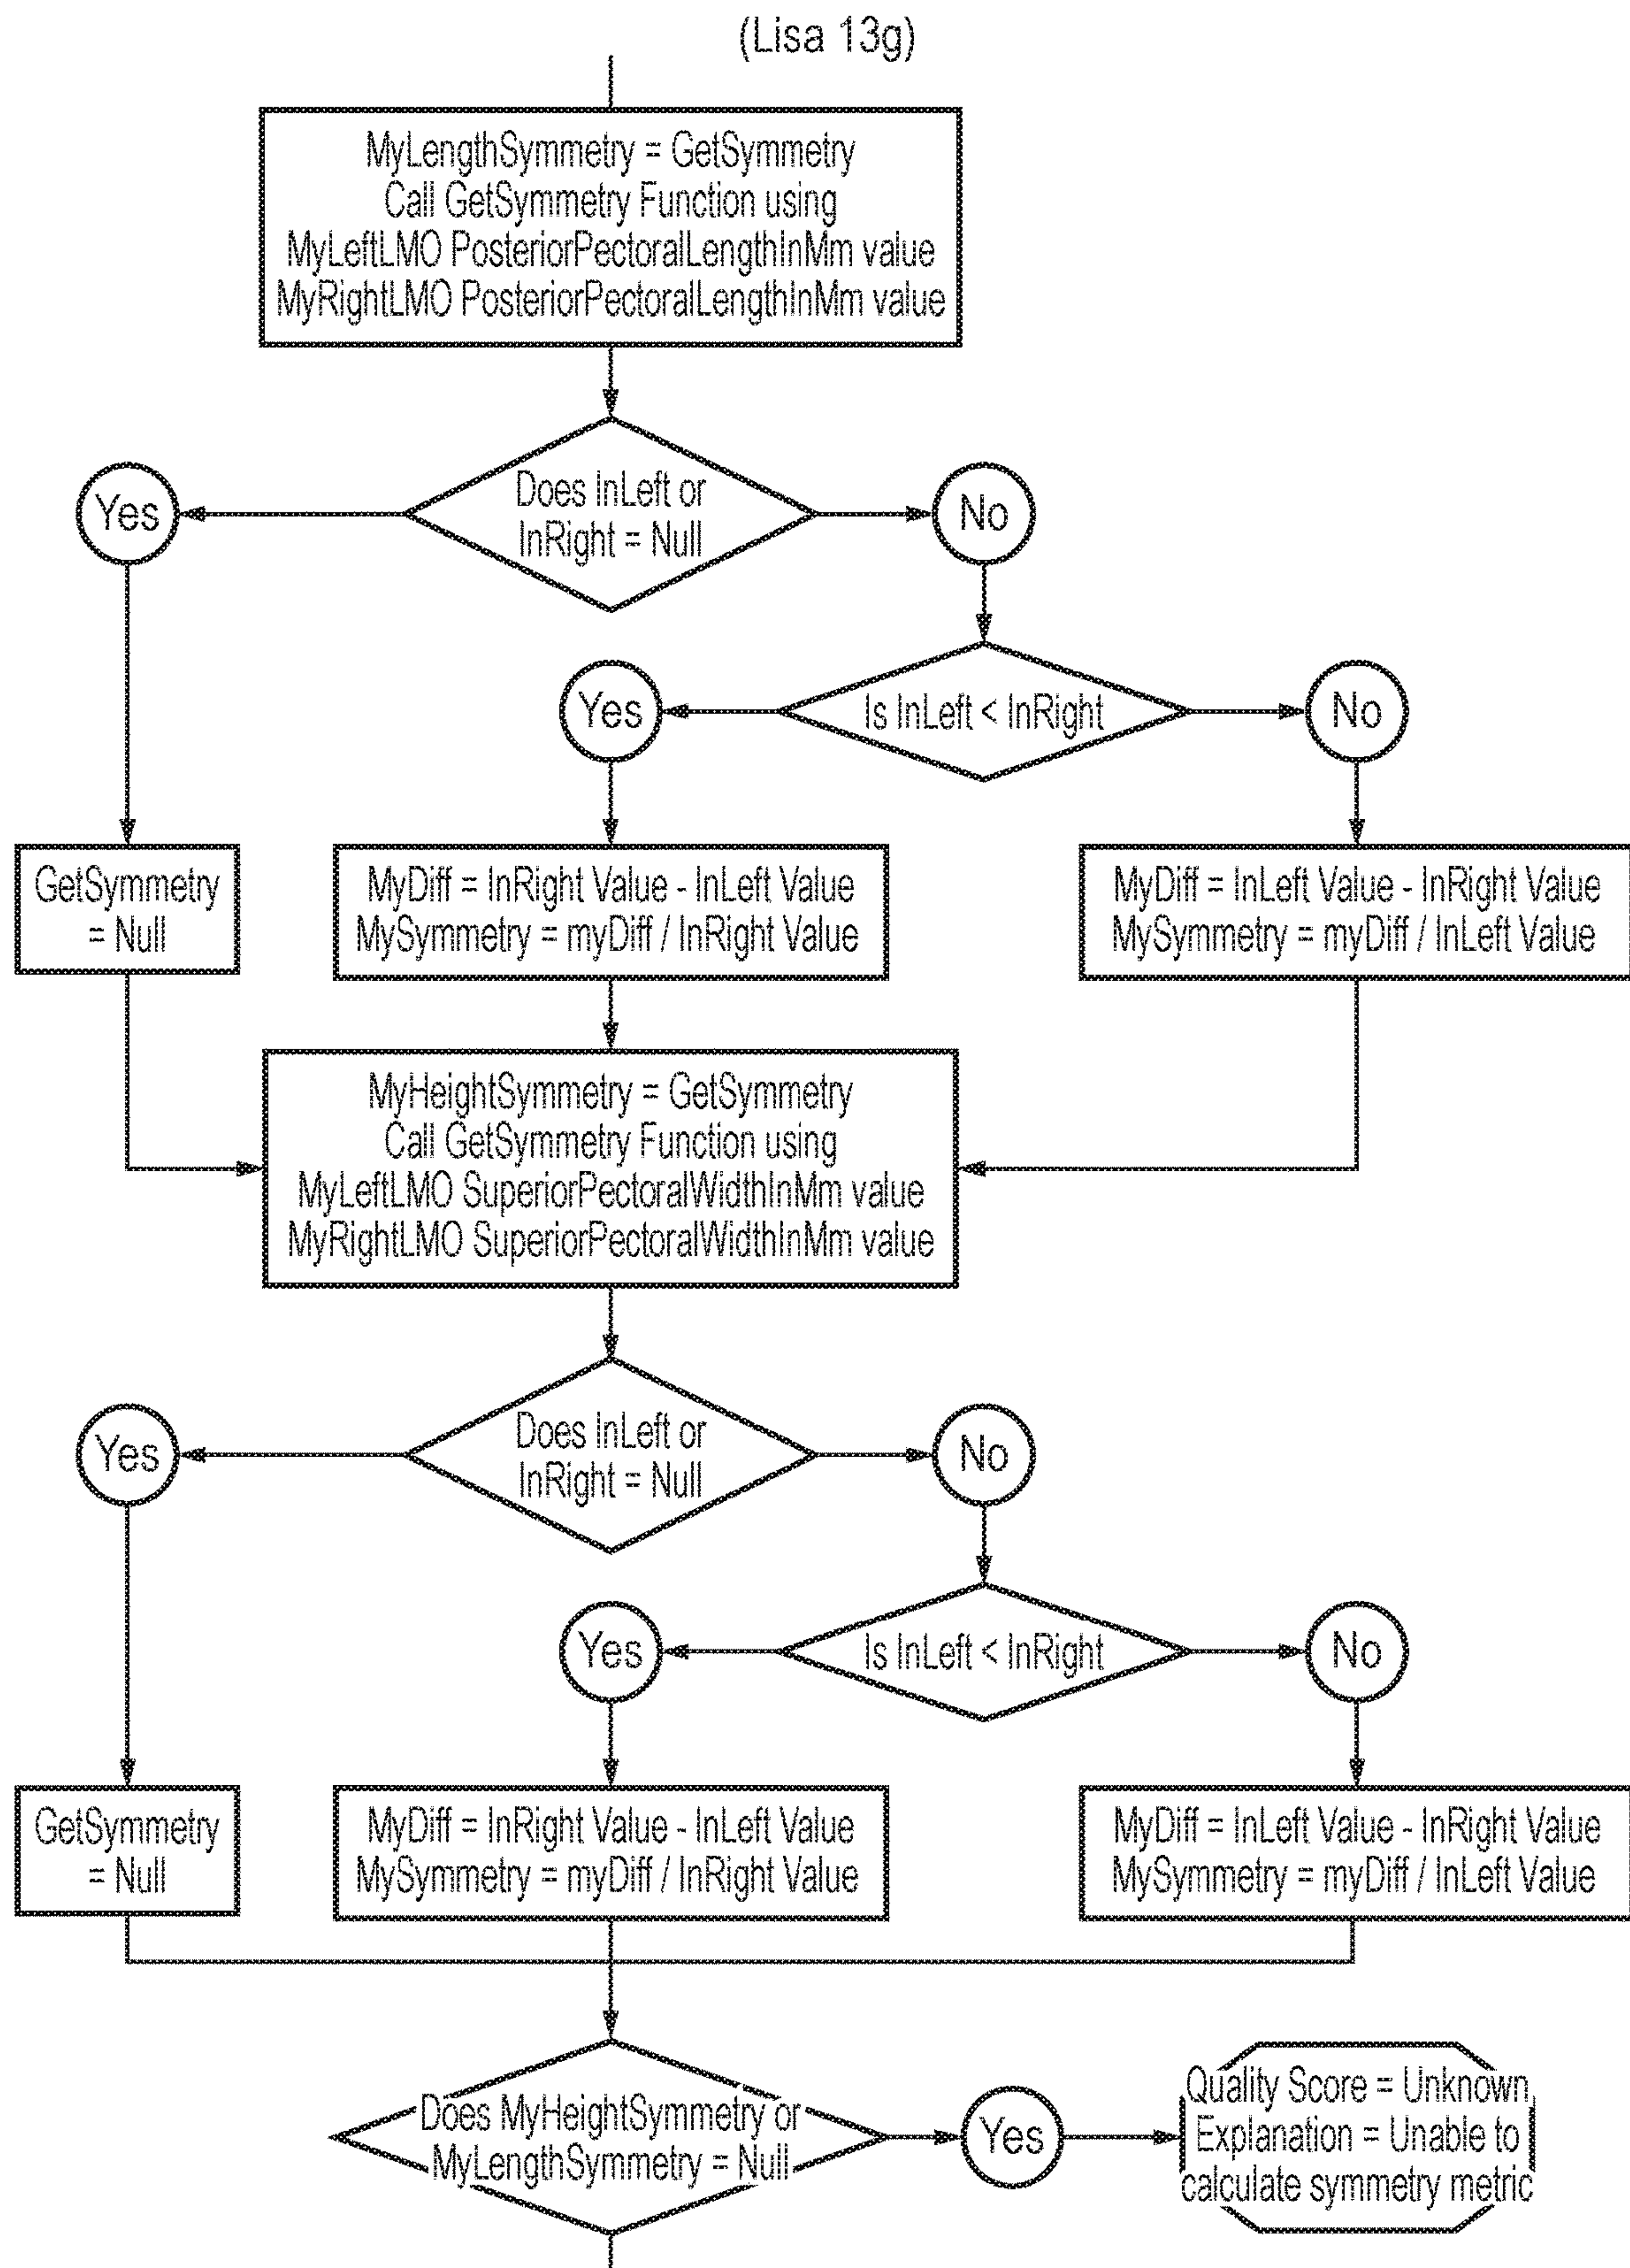 (Lisa 13g)
MyLengthSymmetry = GetSymmetry
Call GetSymmetry Function using
MyLeftLMO PosteriorPectoralLengthInMm value
MyRightLMO PosteriorPectoralLengthInMm value
Does InLeft or
InRight = Null
Yes
No
Is InLeft < InRight
Yes
No
GetSymmetry
= Null
MyDiff = InRight Value - InLeft Value
MySymmetry = myDiff / InRight Value
MyDiff = InLeft Value - InRight Value
MySymmetry = myDiff / InLeft Value
MyHeightSymmetry = GetSymmetry
Call GetSymmetry Function using
MyLeftLMO SuperiorPectoralWidthInMm value
MyRightLMO SuperiorPectoralWidthInMm value
Does InLeft or
InRight = Null
Yes
No
Is InLeft < InRight
Yes
No
GetSymmetry
= Null
MyDiff = InRight Value - InLeft Value
MySymmetry = myDiff / InRight Value
MyDiff = InLeft Value - InRight Value
MySymmetry = myDiff / InLeft Value
Does MyHeightSymmetry or
MyLengthSymmetry = Null
Yes
Quality Score = Unknown
Explanation = Unable to
calculate symmetry metric